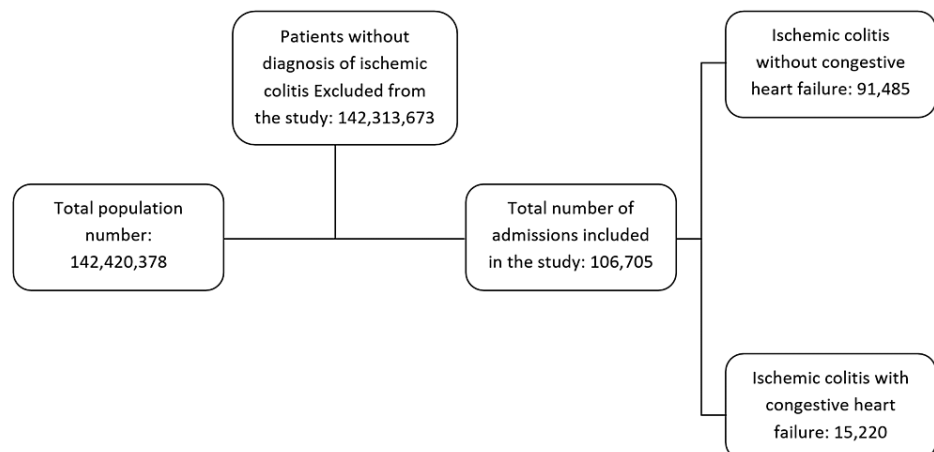 Patients without
diagnosis of ischemic
colitis Excluded from
the study: 142,313,673
Total population
number:
142,420,378
Total number of
admissions included
in the study: 106,705
Ischemic colitis
without congestive
heart failure: 91,485
Ischemic colitis with
congestive heart
failure: 15,220